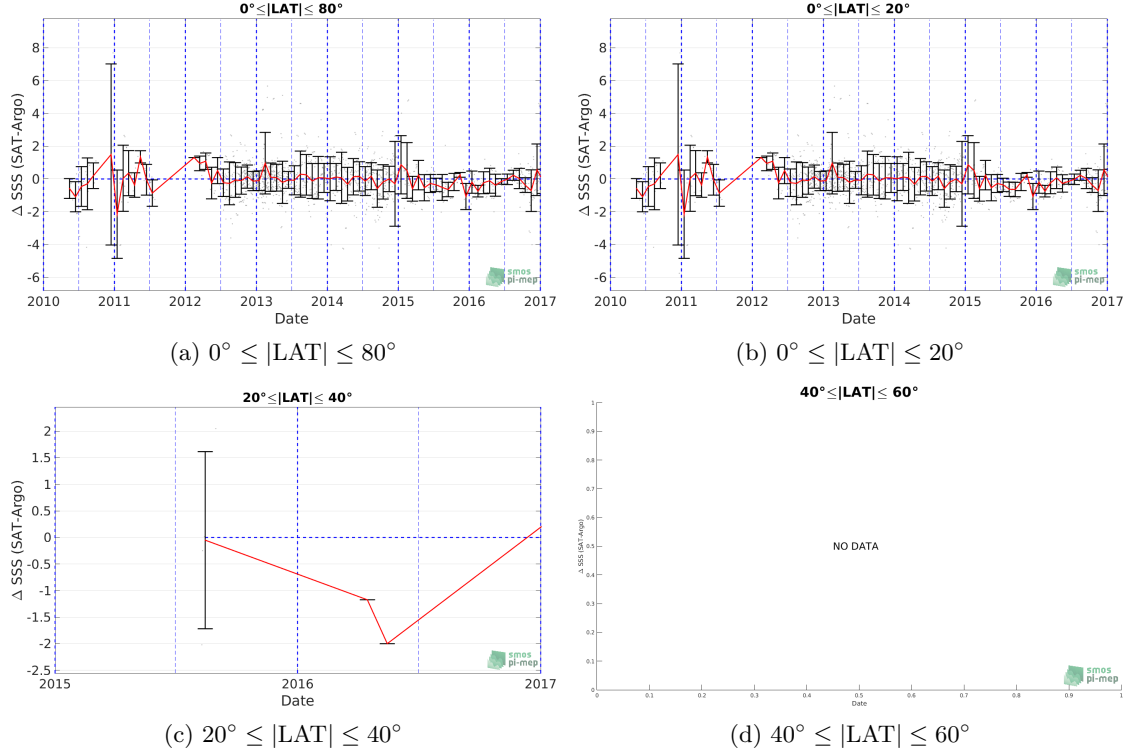 0°≤|LAT|≤ 80°
Δ SSS (SAT-Argo)
8
6
4
2
0
-2
-4
-6
2010 2011 2012 2013 2014 2015 2016 2017
Date
smos
pi-mep
(a) 0° ≤ |LAT| ≤ 80°
0°≤|LAT|≤ 20°
Δ SSS (SAT-Argo)
8
6
4
2
0
-2
-4
-6
2010 2011 2012 2013 2014 2015 2016 2017
Date
smos
pi-mep
(b) 0° ≤ |LAT| ≤ 20°
20°≤|LAT|≤ 40°
Δ SSS (SAT-Argo)
2
1.5
1
0.5
0
-0.5
-1
-1.5
-2
-2.5
2015 2016 2017
Date
smos
pi-mep
(c) 20° ≤ |LAT| ≤ 40°
40°≤|LAT|≤ 60°
Δ SSS (SAT-Argo)
1
0.9
0.8
0.7
0.6
0.5
0.4
0.3
0.2
0.1
0
NO DATA
0 0.1 0.2 0.3 0.4 0.5 0.6 0.7 0.8 0.9 1
Date
smos
pi-mep
(d) 40° ≤ |LAT| ≤ 60°